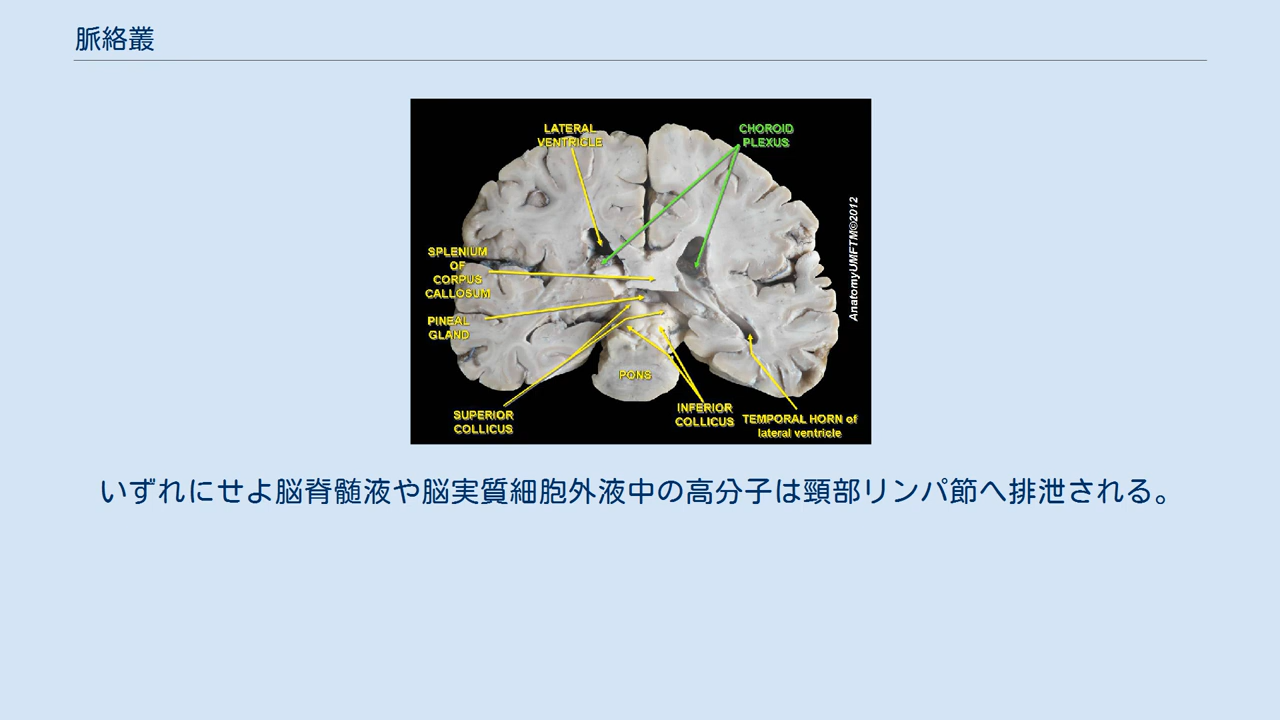 脈絡叢
LATERAL
VENTRICLE
CHOROID
PLEXUS
SPLENIUM
OF
CORPUS
CALLOSUM
PINEAL
GLAND
PONS
SUPERIOR
COLLICUS
INFERIOR
COLLICUS
TEMPORAL HORN of
lateral ventricle
AnatomyUMFTM©2012
いずれにせよ脳脊髄液や脳実質細胞外液中の高分子は頸部リンパ節へ排泄される。